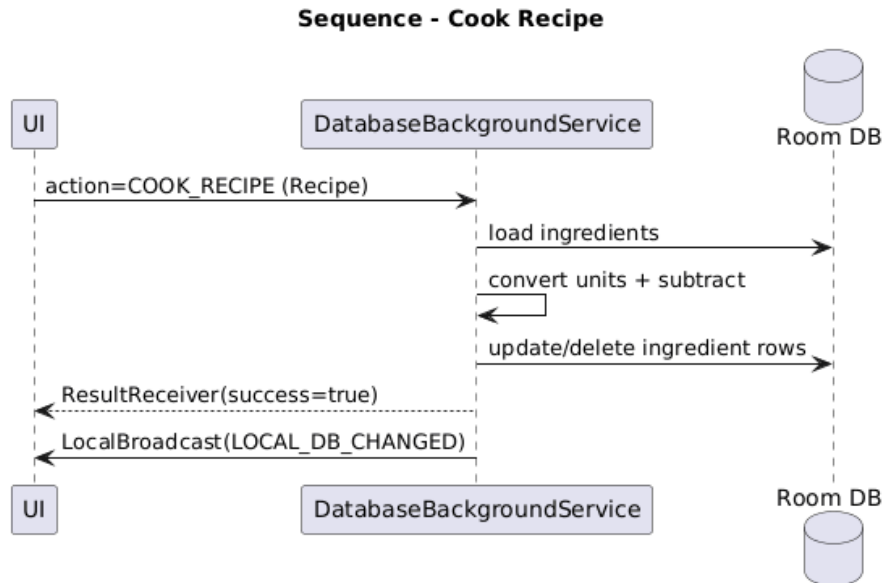 Sequence - Cook Recipe
UI
DatabaseBackgroundService
Room DB
action=COOK_RECIPE (Recipe)
load ingredients
convert units + subtract
update/delete ingredient rows
ResultReceiver(success=true)
LocalBroadcast(LOCAL_DB_CHANGED)
UI
DatabaseBackgroundService
Room DB